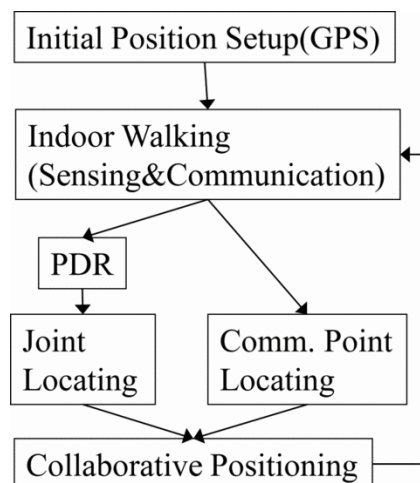 Initial Position Setup(GPS)
Indoor Walking
(Sensing&Communication)
PDR
Joint
Locating
Comm. Point
Locating
Collaborative Positioning